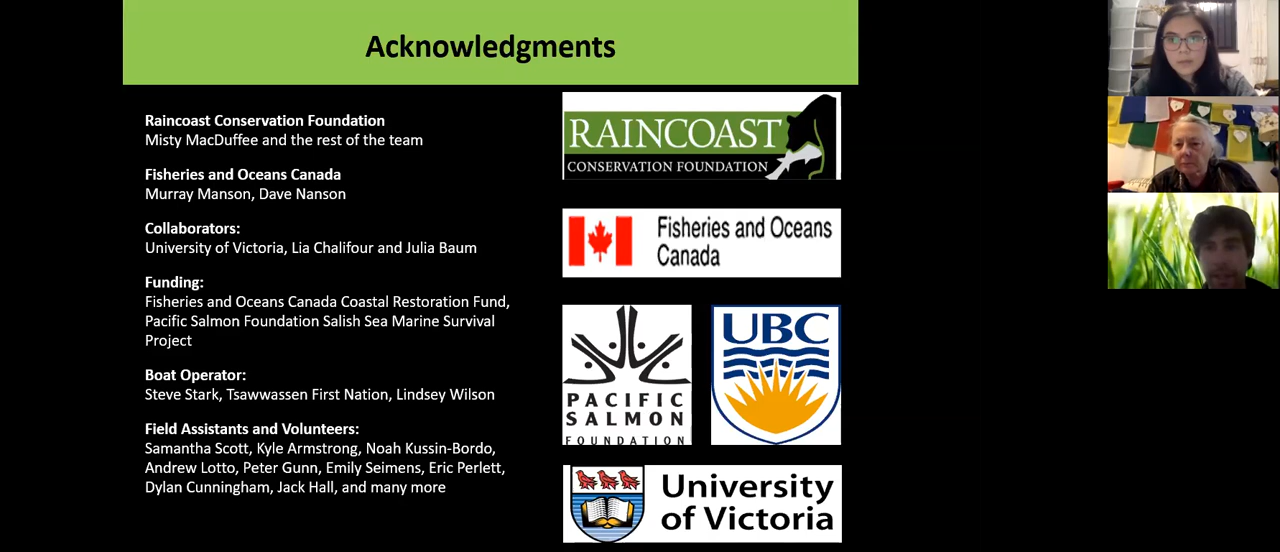 Acknowledgments
Raincoast Conservation Foundation
Misty MacDuffee and the rest of the team
Fisheries and Oceans Canada
Murray Manson, Dave Nanson
Collaborators:
University of Victoria, Lia Chalifour and Julia Baum
Funding:
Fisheries and Oceans Canada Coastal Restoration Fund,
Pacific Salmon Foundation Salish Sea Marine Survival
Project
Boat Operator:
Steve Stark, Tsawwassen First Nation, Lindsey Wilson
Field Assistants and Volunteers:
Samantha Scott, Kyle Armstrong, Noah Kussin-Bordo,
Andrew Lotto, Peter Gunn, Emily Seimens, Eric Perlett,
Dylan Cunningham, Jack Hall, and many more
RAINCOAST
CONSERVATION FOUNDATION
Fisheries and Oceans
Canada
PACIFIC
SALMON
FOUNDATION
UBC
University
of Victoria